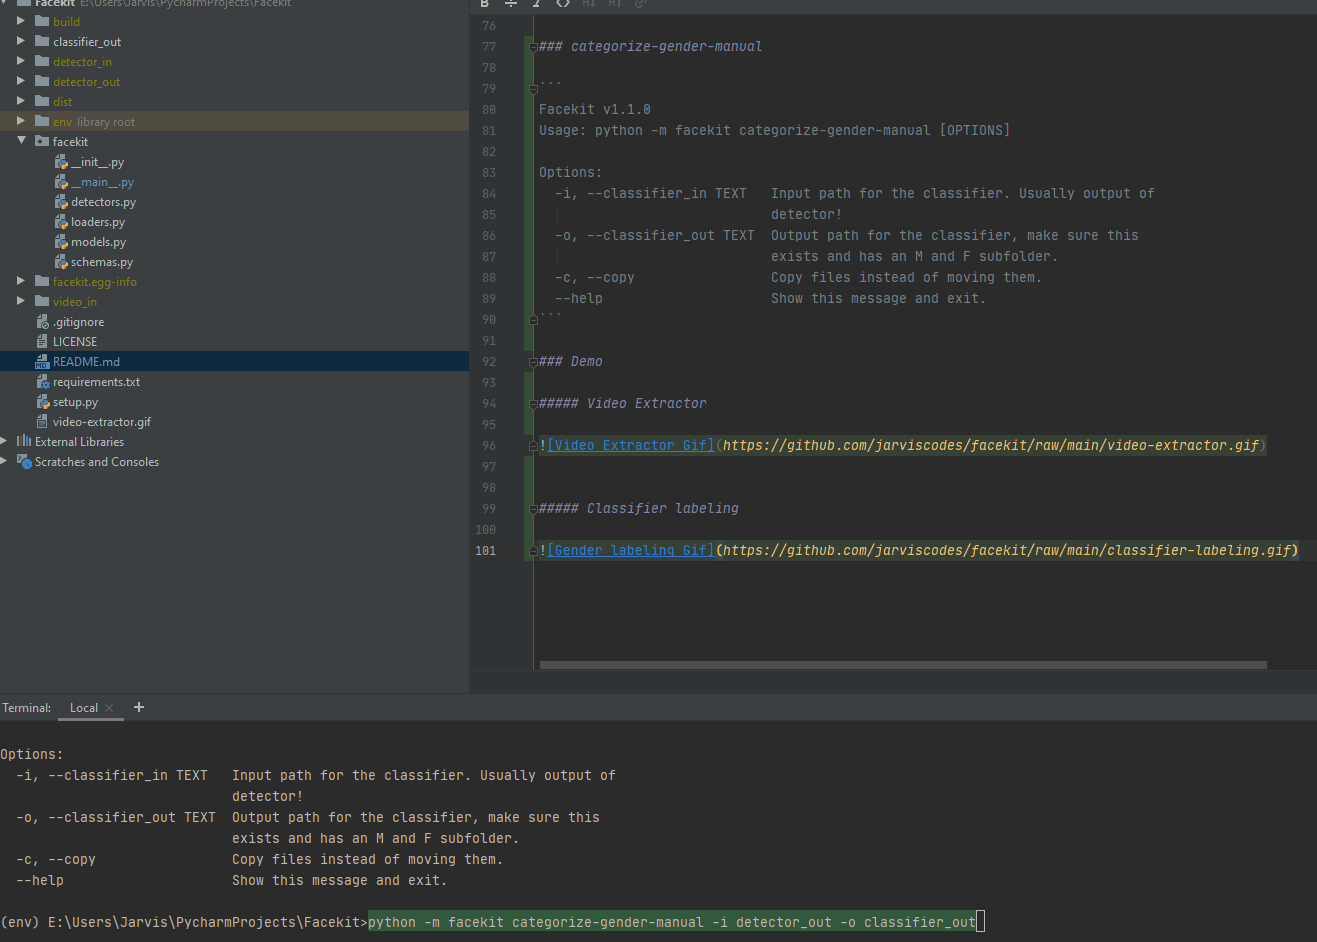 Facekit E:\Users\Jarvis\PycharmProjects\Facekit
build
classifier_out
detector_in
detector_out
dist
env library root
facekit
__init__.py
__main__.py
detectors.py
loaders.py
models.py
schemas.py
facekit.egg-info
video_in
.gitignore
LICENSE
README.md
requirements.txt
setup.py
video-extractor.gif
External Libraries
Scratches and Consoles
76
77 ### categorize-gender-manual
78
79 ```
80 Facekit v1.1.0
81 Usage: python -m facekit categorize-gender-manual [OPTIONS]
82
83 Options:
84 -i, --classifier_in TEXT Input path for the classifier. Usually output of
85 detector!
86 -o, --classifier_out TEXT Output path for the classifier, make sure this
87 exists and has an M and F subfolder.
88 -c, --copy Copy files instead of moving them.
89 --help Show this message and exit.
90 ```
91
92 ### Demo
93
94 ##### Video Extractor
95
96 ![Video Extractor Gif](https://github.com/jarviscodes/facekit/raw/main/video-extractor.gif)
97
98
99 ##### Classifier labeling
100
101 ![Gender labeling Gif](https://github.com/jarviscodes/facekit/raw/main/classifier-labeling.gif)
Terminal: Local × +
Options:
-i, --classifier_in TEXT Input path for the classifier. Usually output of
detector!
-o, --classifier_out TEXT Output path for the classifier, make sure this
exists and has an M and F subfolder.
-c, --copy Copy files instead of moving them.
--help Show this message and exit.
(env) E:\Users\Jarvis\PycharmProjects\Facekit>python -m facekit categorize-gender-manual -i detector_out -o classifier_out